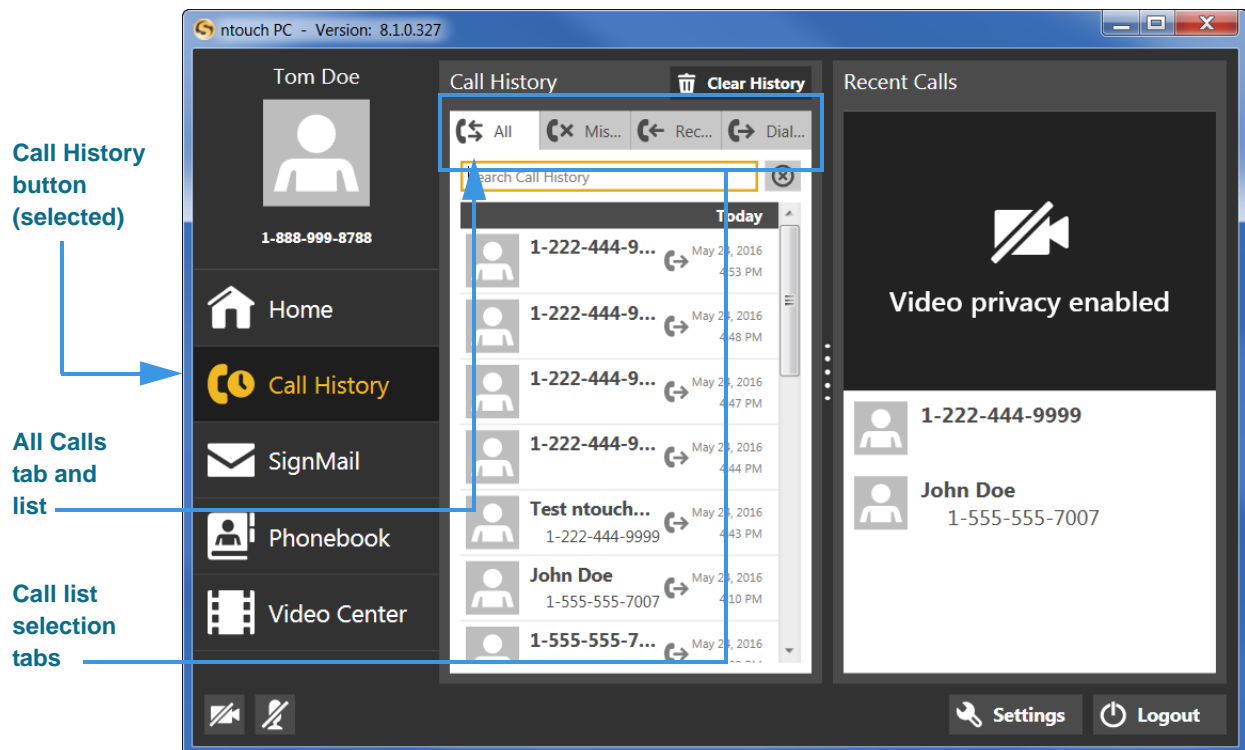 ntouch PC - Version: 8.1.0.327
Tom Doe
1-888-999-8788
Home
Call History
SignMail
Phonebook
Video Center
Call History
Clear History
All
Mis...
Rec...
Dial...
Search Call History
Today
1-222-444-9...
May 24, 2016
4:53 PM
1-222-444-9...
May 24, 2016
4:48 PM
1-222-444-9...
May 24, 2016
4:47 PM
1-222-444-9...
May 24, 2016
4:44 PM
Test ntouch...
1-222-444-9999
May 24, 2016
4:43 PM
John Doe
1-555-555-7007
May 24, 2016
4:10 PM
1-555-555-7...
May 24, 2016
Recent Calls
Video privacy enabled
1-222-444-9999
John Doe
1-555-555-7007
Settings
Logout
Call History
button
(selected)
All Calls
tab and
list
Call list
selection
tabs